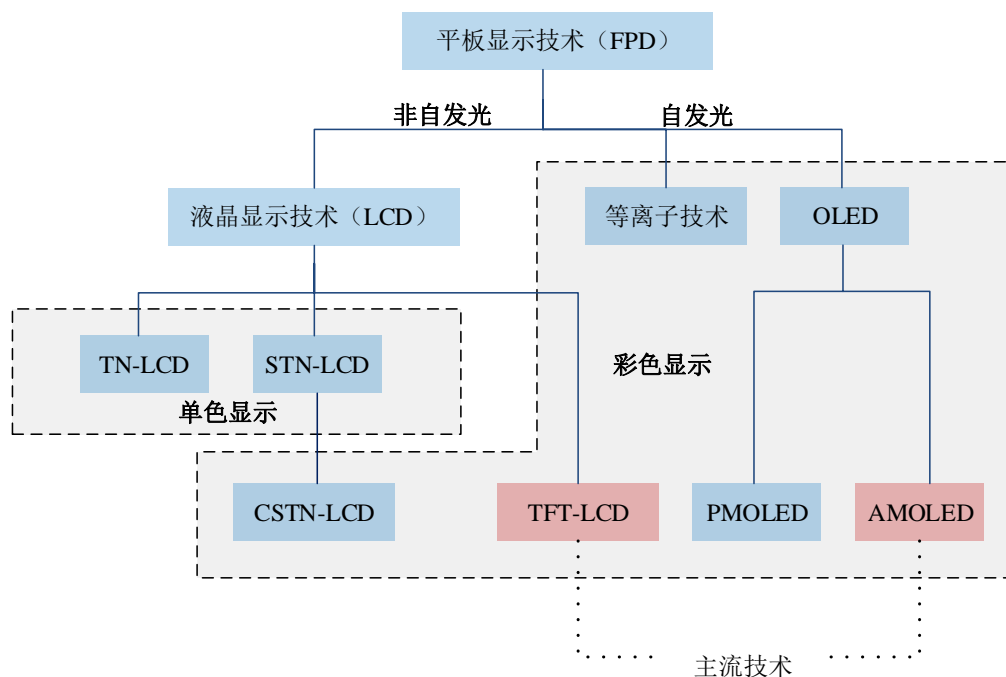 平板显示技术（FPD）
非自发光
自发光
液晶显示技术（LCD）
等离子技术
OLED
TN-LCD
STN-LCD
彩色显示
单色显示
CSTN-LCD
TFT-LCD
PMOLED
AMOLED
主流技术